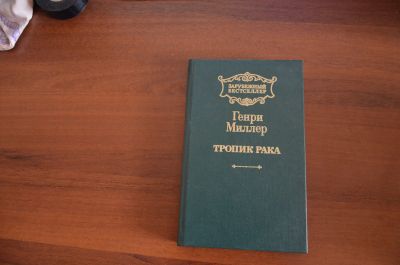 ЗАРУБЕЖНЫЙ
БЕСТСЕЛЛЕР
Генри
Миллер
ТРОПИК РАКА